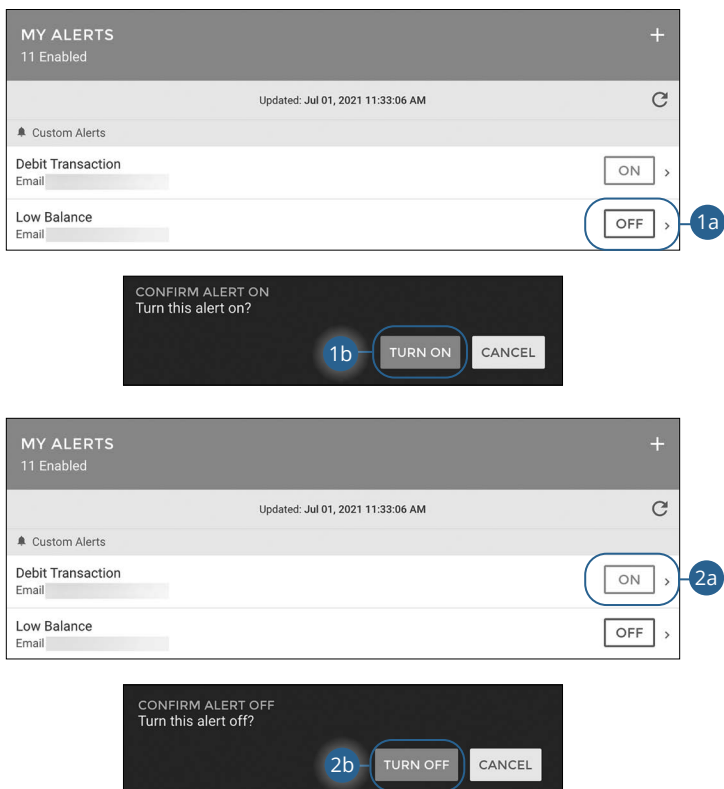 MY ALERTS
+
11 Enabled
Updated: Jul 01, 2021 11:33:06 AM
Custom Alerts
Debit Transaction
Email
ON >
Low Balance
Email
OFF >
1a
CONFIRM ALERT ON
Turn this alert on?
1b
TURN ON
CANCEL
MY ALERTS
+
11 Enabled
Updated: Jul 01, 2021 11:33:06 AM
Custom Alerts
Debit Transaction
Email
ON >
2a
Low Balance
Email
OFF >
CONFIRM ALERT OFF
Turn this alert off?
2b
TURN OFF
CANCEL